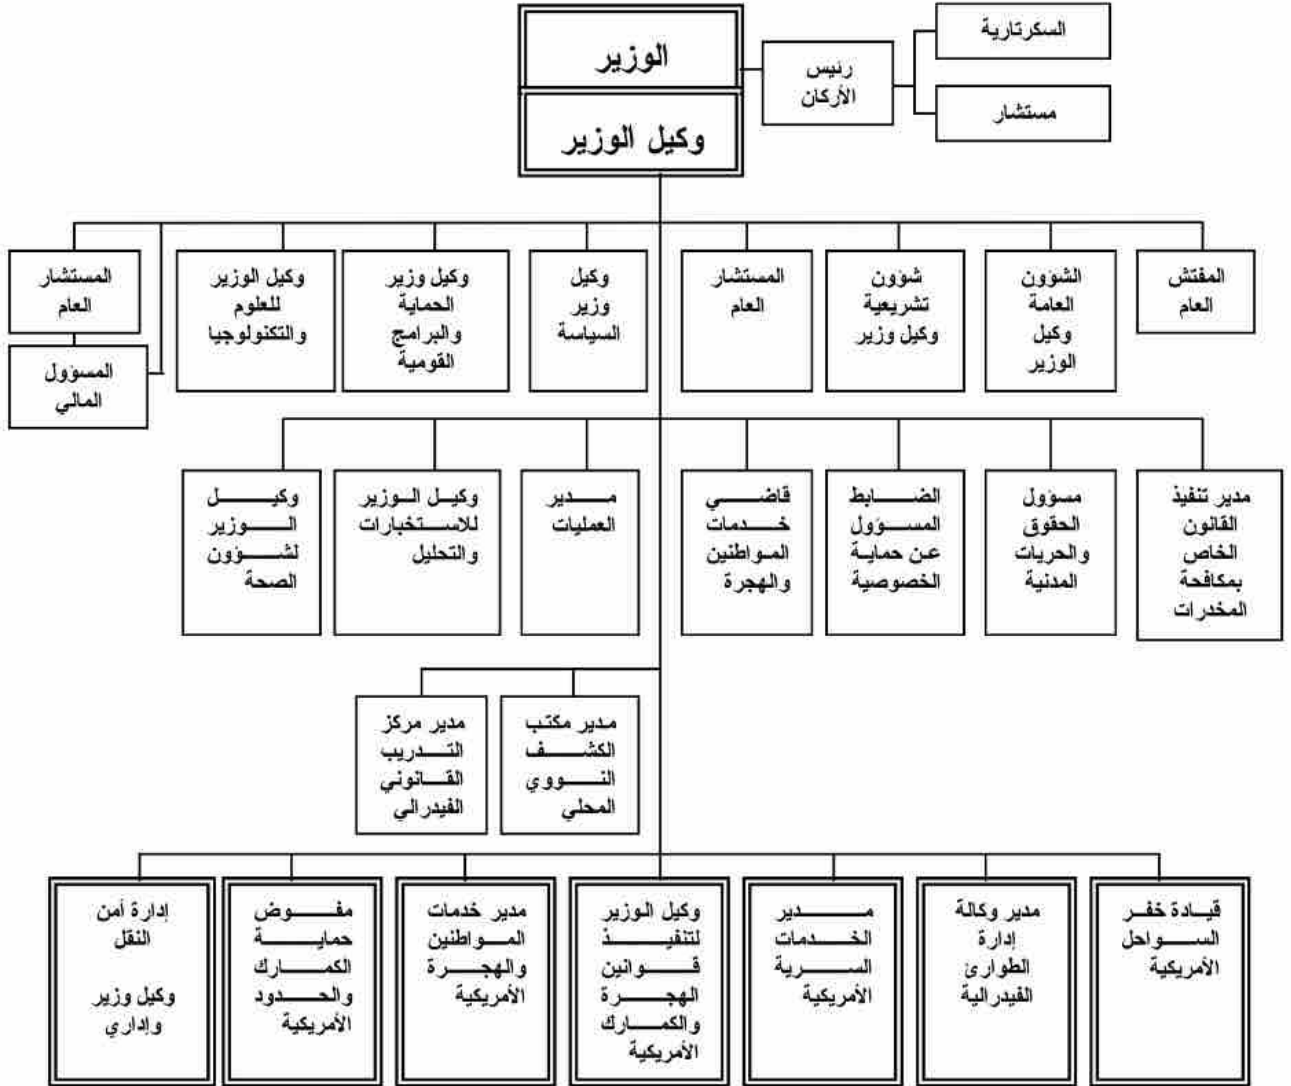 الوزير
وكيل الوزير
رئيس
الأركان
السكرتارية
مستشار
المفتش
العام
الشؤون
العامة
وكيل
الوزير
شؤون
تشريعية
وكيل وزير
المستشار
العام
وكيل
وزير
السياسة
وكيل وزير
الحماية
والبرامج
القومية
وكيل الوزير
للعلوم
والتكنولوجيا
المستشار
العام
المسؤول
المالي
مدير تنفيذ
القانون
الخاص
بمكافحة
المخدرات
مسؤول
الحقوق
والحريات
المدنية
الضابط
المسؤول
عن حماية
الخصوصية
قاضي
خدمات
المواطنين
والهجرة
مدير
العمليات
وكيل الوزير
للاستخبارات
والتحليل
وكيل
الوزير
لشؤون
الصحة
مدير مكتب
الكشف
النووي
المحلي
مدير مركز
التدريب
القانوني
الفيدرالي
قيادة خفر
السواحل
الأمريكية
مدير وكالة
إدارة
الطوارئ
الفيدرالية
مدير
الخدمات
السرية
الأمريكية
وكيل الوزير
لتنفيذ
قوانين
الهجرة
والكمارك
الأمريكية
مدير خدمات
المواطنين
والهجرة
الأمريكية
مفوض
حماية
الكمارك
والحدود
الأمريكية
إدارة أمن
النقل
وكيل وزير
وإداري